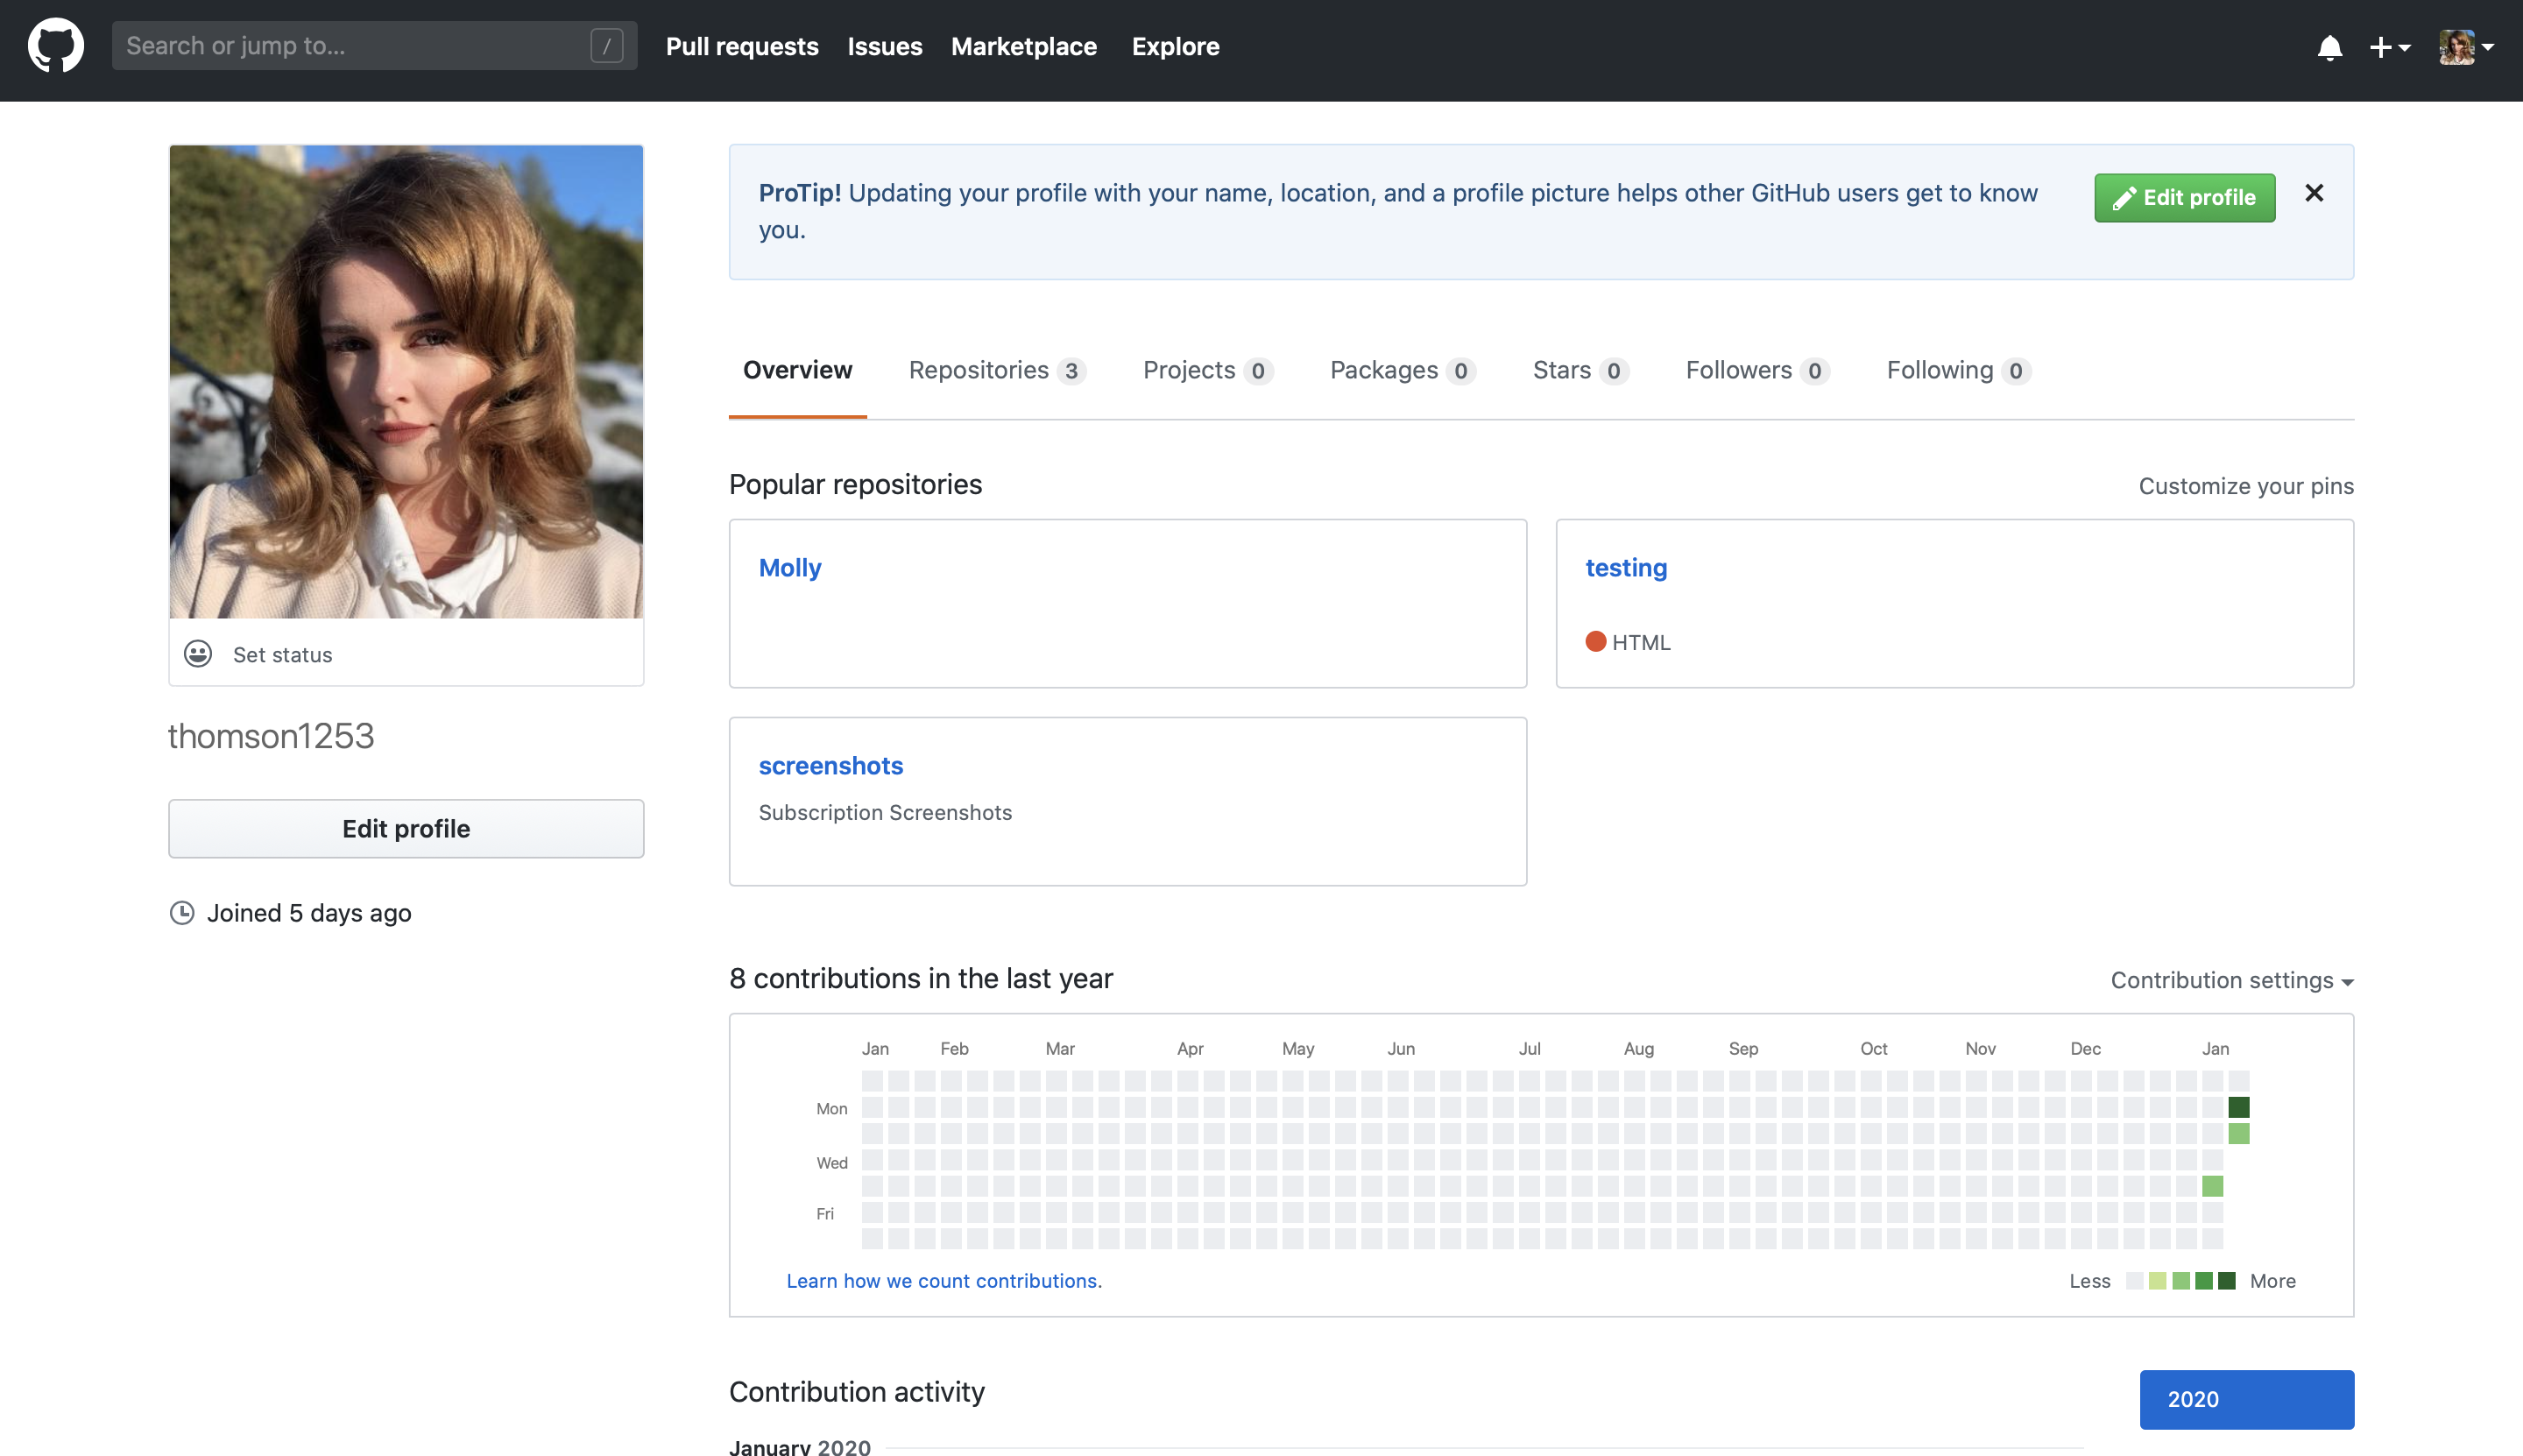 Search or jump to... /
Pull requests
Issues
Marketplace
Explore
ProTip! Updating your profile with your name, location, and a profile picture helps other GitHub users get to know
you.
Edit profile
Overview
Repositories 3
Projects 0
Packages 0
Stars 0
Followers 0
Following 0
Set status
thomson1253
Edit profile
Joined 5 days ago
Popular repositories
Customize your pins
Molly
testing
HTML
screenshots
Subscription Screenshots
8 contributions in the last year
Contribution settings
Jan Feb Mar Apr May Jun Jul Aug Sep Oct Nov Dec Jan
Mon
Wed
Fri
Learn how we count contributions.
Less
More
Contribution activity
2020
January 2020